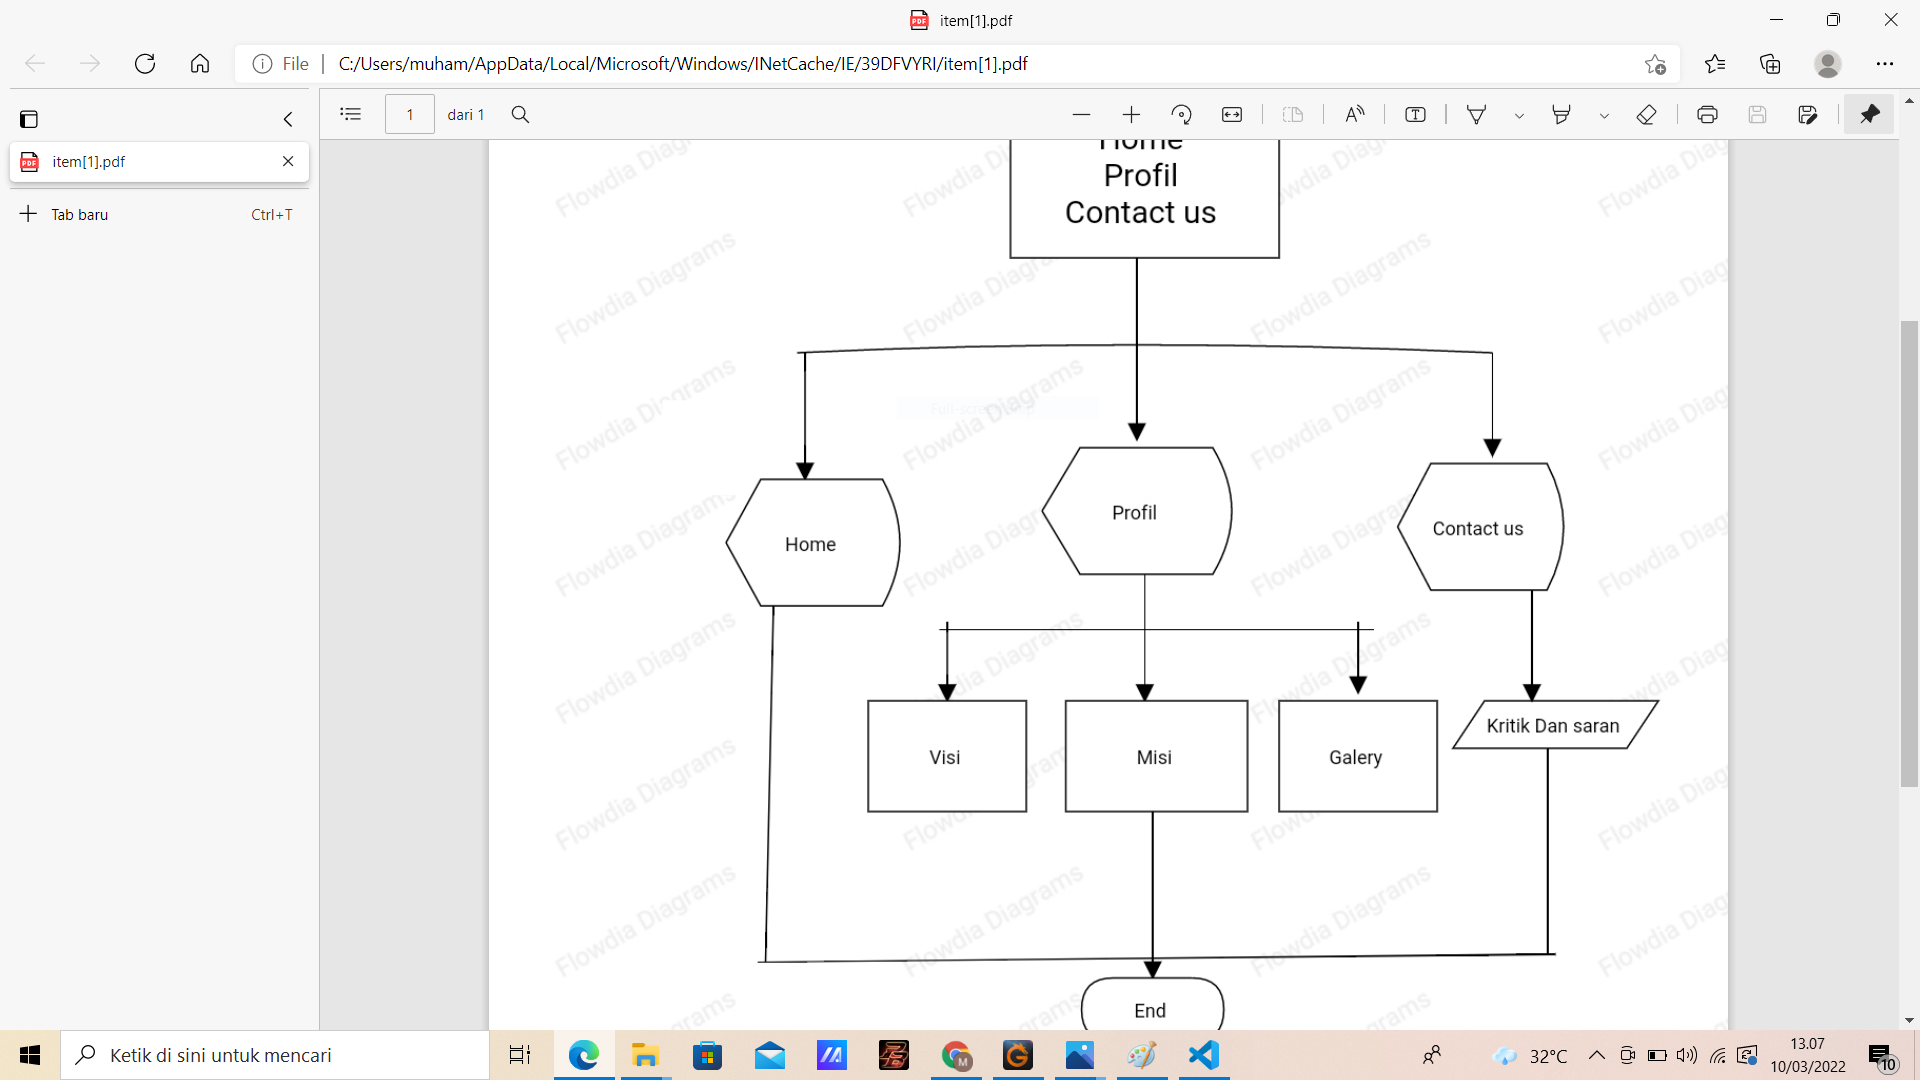 item[1].pdf
File
C:/Users/muham/AppData/Local/Microsoft/Windows/INetCache/IE/39DFVYRI/item[1].pdf
1 dari 1
item[1].pdf
Tab baru Ctrl+T
Home
Profil
Contact us
Home
Profil
Contact us
Visi
Misi
Galery
Kritik Dan saran
End
Flowdia Diagrams
Ketik di sini untuk mencari
32°C
13.07
10/03/2022
10